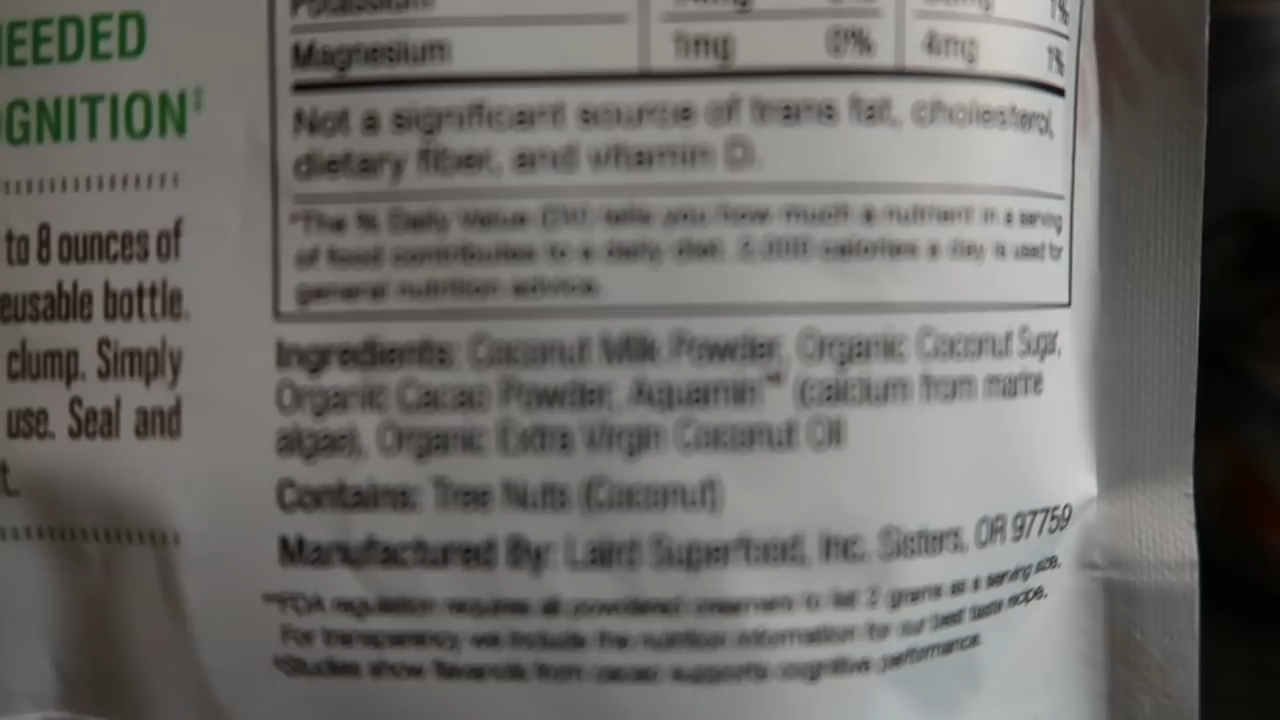 NEEDED
OGNITION‡
to 8 ounces of
eusable bottle.
clump. Simply
use. Seal and
t.
Potassium 1%
Magnesium 1mg 0% 4mg 1%
Not a significant source of trans fat, cholesterol,
dietary fiber, and vitamin D.
*The % Daily Value (DV) tells you how much a nutrient in a serving
of food contributes to a daily diet. 2,000 calories a day is used for
general nutrition advice.
Ingredients: Coconut Milk Powder, Organic Coconut Sugar,
Organic Cacao Powder, Aquamin™ (calcium from marine
algae), Organic Extra Virgin Coconut Oil
Contains: Tree Nuts (Coconut)
Manufactured By: Laird Superfood, Inc. Sisters, OR 97759
**FDA regulation requires all powdered creamers to list 2 grams as a serving size.
For transparency, we include the nutrition information for our best taste scope.
‡Studies show flavanols from cacao supports cognitive performance.